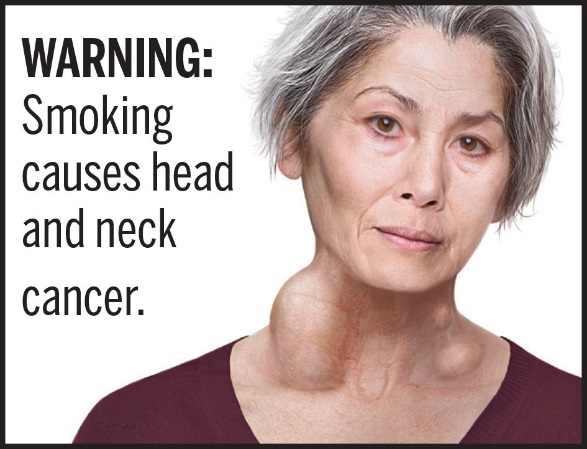 WARNING:
Smoking
causes head
and neck
cancer.